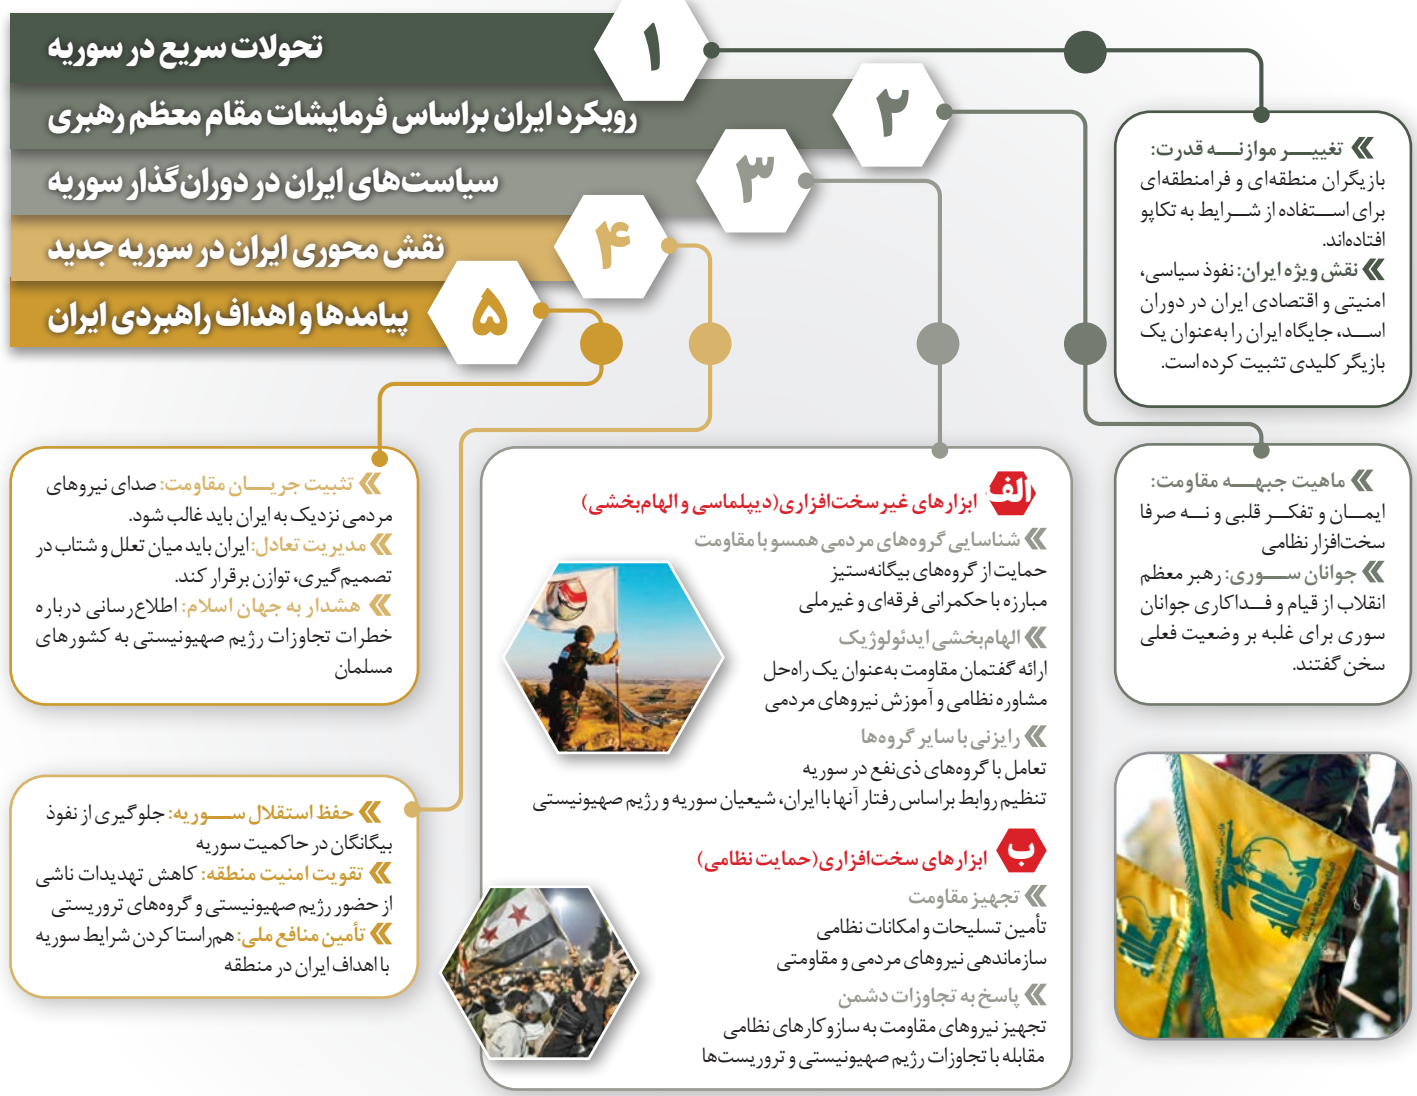 ۱
تحولات سریع در سوریه
۲
رویکرد ایران براساس فرمایشات مقام معظم رهبری
۳
سیاست‌های ایران در دوران گذار سوریه
۴
نقش محوری ایران در سوریه جدید
۵
پیامدها و اهداف راهبردی ایران
تغییر موازنه قدرت:
بازیگران منطقه‌ای و فرامنطقه‌ای
برای استفاده از شرایط به تکاپو
افتاده‌اند.
نقش ویژه ایران: نفوذ سیاسی،
امنیتی و اقتصادی ایران در دوران
اسد، جایگاه ایران را به‌عنوان یک
بازیگر کلیدی تثبیت کرده است.
ماهیت جبهه مقاومت:
ایمان و تفکر قلبی و نه صرفا
سخت‌افزار نظامی
جوانان سوری: رهبر معظم
انقلاب از قیام و فداکاری جوانان
سوری برای غلبه بر وضعیت فعلی
سخن گفتند.
الف
ابزارهای غیرسخت‌افزاری (دیپلماسی و الهام‌بخشی)
شناسایی گروه‌های مردمی همسو با مقاومت
حمایت از گروه‌های بیگانه‌ستیز
مبارزه با حکمرانی فرقه‌ای و غیرملی
الهام‌بخشی ایدئولوژیک
ارائه گفتمان مقاومت به‌عنوان یک راه‌حل
مشاوره نظامی و آموزش نیروهای مردمی
رایزنی با سایر گروه‌ها
تعامل با گروه‌های ذی‌نفع در سوریه
تنظیم روابط براساس رفتار آنها با ایران، شیعیان سوریه و رژیم صهیونیستی
ب
ابزارهای سخت‌افزاری (حمایت نظامی)
تجهیز مقاومت
تأمین تسلیحات و امکانات نظامی
سازماندهی نیروهای مردمی و مقاومتی
پاسخ به تجاوزات دشمن
تجهیز نیروهای مقاومت به سازوکارهای نظامی
مقابله با تجاوزات رژیم صهیونیستی و تروریست‌ها
تثبیت جریان مقاومت: صدای نیروهای
مردمی نزدیک به ایران باید غالب شود.
مدیریت تعادل: ایران باید میان تعلل و شتاب در
تصمیم‌گیری، توازن برقرار کند.
هشدار به جهان اسلام: اطلاع‌رسانی درباره
خطرات تجاوزات رژیم صهیونیستی به کشورهای
مسلمان
حفظ استقلال سوریه: جلوگیری از نفوذ
بیگانگان در حاکمیت سوریه
تقویت امنیت منطقه: کاهش تهدیدات ناشی
از حضور رژیم صهیونیستی و گروه‌های تروریستی
تأمین منافع ملی: هم‌راستا کردن شرایط سوریه
با اهداف ایران در منطقه